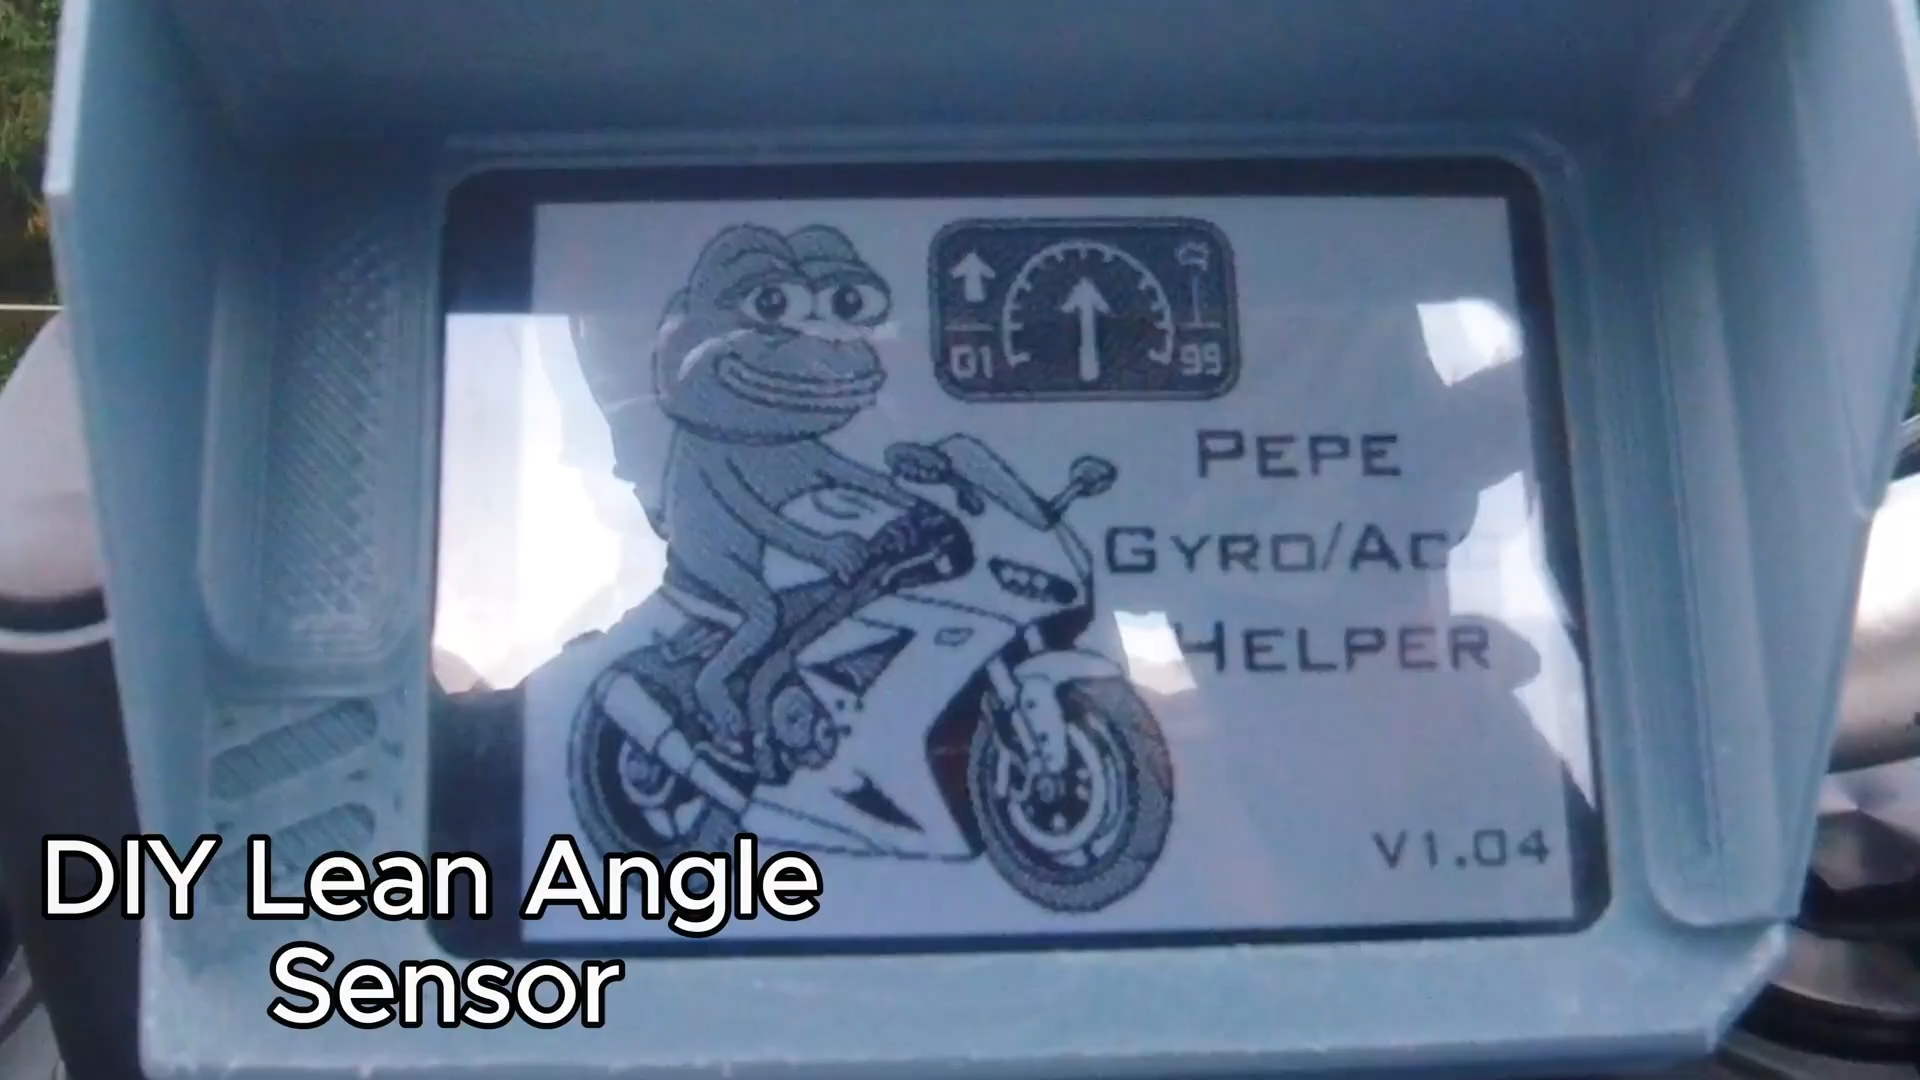 01
99
PEPE
GYRO/AC
HELPER
V1.04
DIY Lean Angle
Sensor